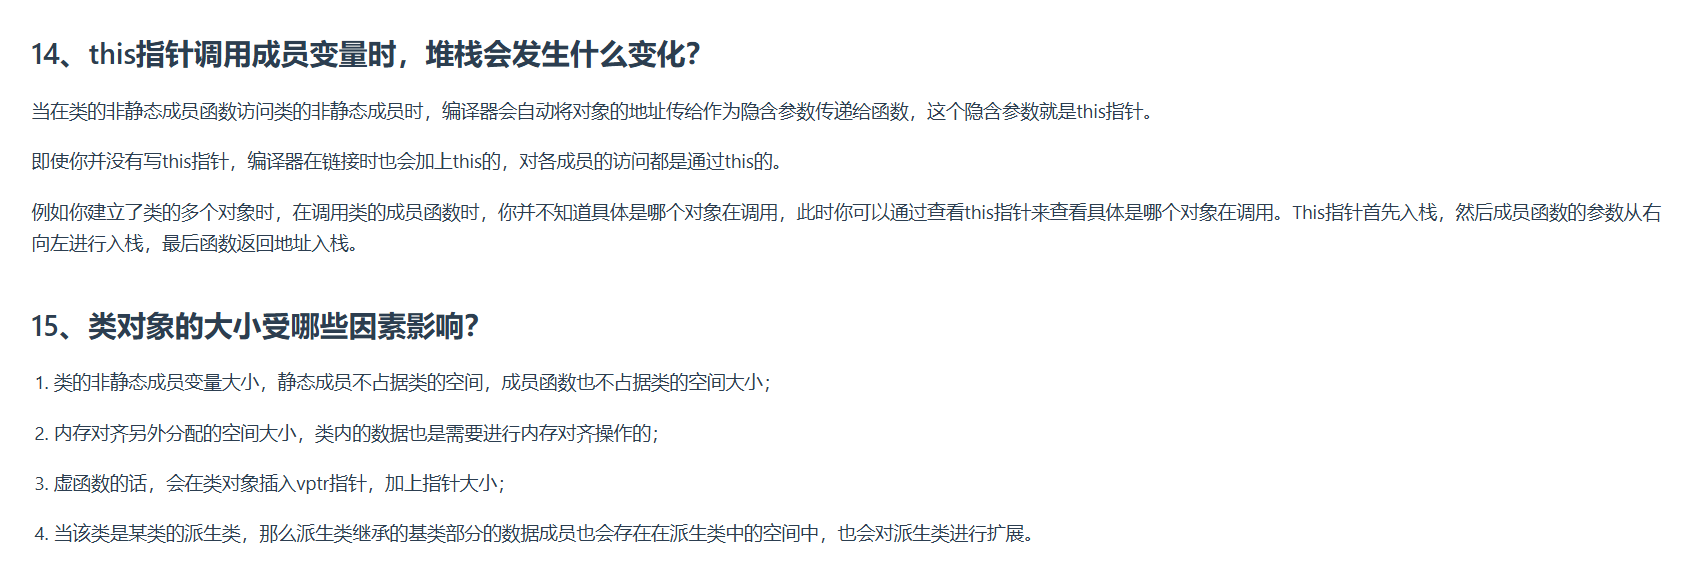 14、this指针调用成员变量时，堆栈会发生什么变化？
当在类的非静态成员函数访问类的非静态成员时，编译器会自动将对象的地址传给作为隐含参数传递给函数，这个隐含参数就是this指针。
即使你并没有写this指针，编译器在链接时也会加上this的，对各成员的访问都是通过this的。
例如你建立了类的多个对象时，在调用类的成员函数时，你并不知道具体是哪个对象在调用，此时你可以通过查看this指针来查看具体是哪个对象在调用。This指针首先入栈，然后成员函数的参数从右
向左进行入栈，最后函数返回地址入栈。
15、类对象的大小受哪些因素影响？
1. 类的非静态成员变量大小，静态成员不占据类的空间，成员函数也不占据类的空间大小；
2. 内存对齐另外分配的空间大小，类内的数据也是需要进行内存对齐操作的；
3. 虚函数的话，会在类对象插入vptr指针，加上指针大小；
4. 当该类是某类的派生类，那么派生类继承的基类部分的数据成员也会存在在派生类中的空间中，也会对派生类进行扩展。